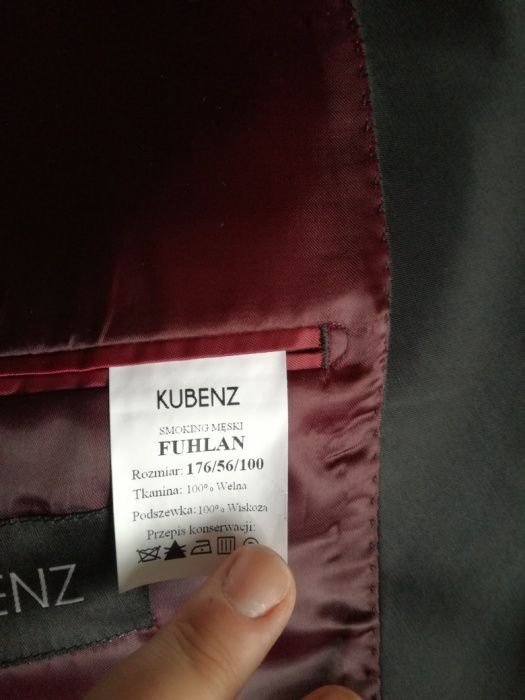 KUBENZ
SMOKING MĘSKI
FUHLAN
Rozmiar: 176/56/100
Tkanina: 100% Wełna
Podszewka: 100% Wiskoza
Przepis konserwacji:
ENZ